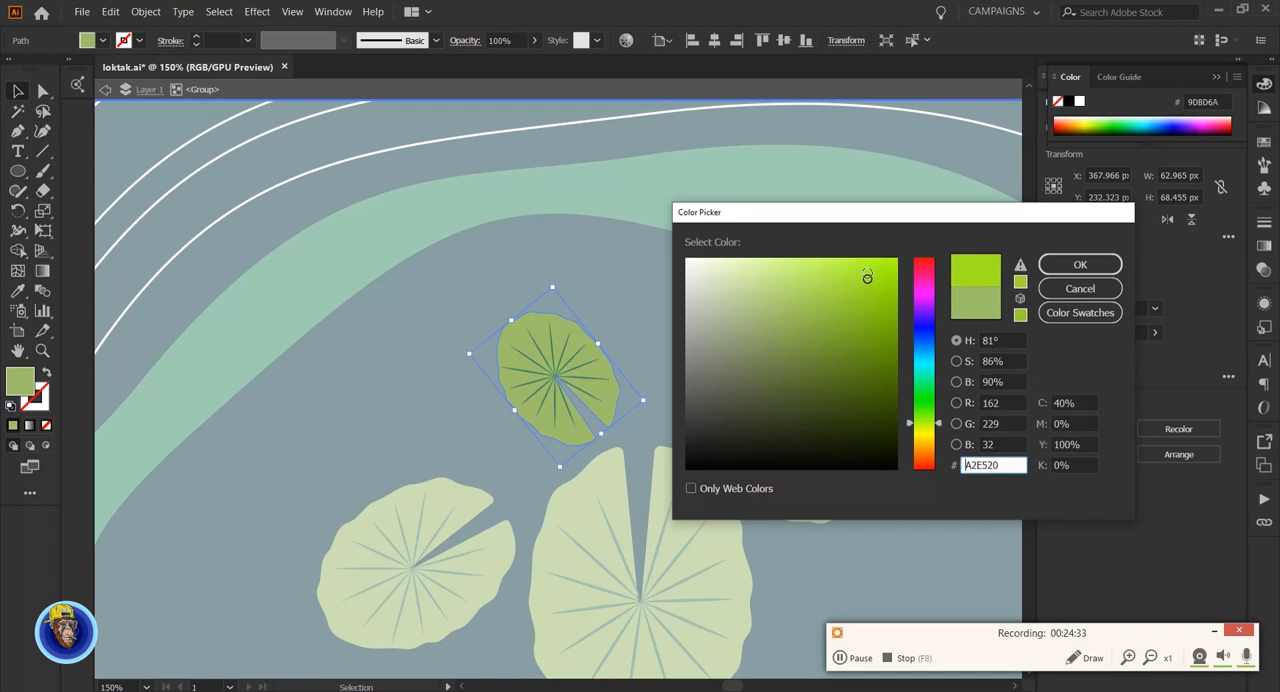 Ai File Edit Object Type Select Effect View Window Help CAMPAIGNS Search Adobe Stock
Path Stroke: Basic Opacity: 100% Style: Transform
loktak.ai* @ 150% (RGB/GPU Preview)
Layer 1 <Group>
Color Color Guide
# 9DBD6A
Transform
X: 367.966 p W: 62.965 px
Y: 232.323 p H: 68.455 px
Color Picker
Select Color:
OK
Cancel
Color Swatches
H: 81°
S: 86%
B: 90%
R: 162 C: 40%
G: 229 M: 0%
B: 32 Y: 100%
# A2E520 K: 0%
Only Web Colors
Recolor
Arrange
Recording: 00:24:33
Pause Stop (F8) Draw x1
150% 1 Selection